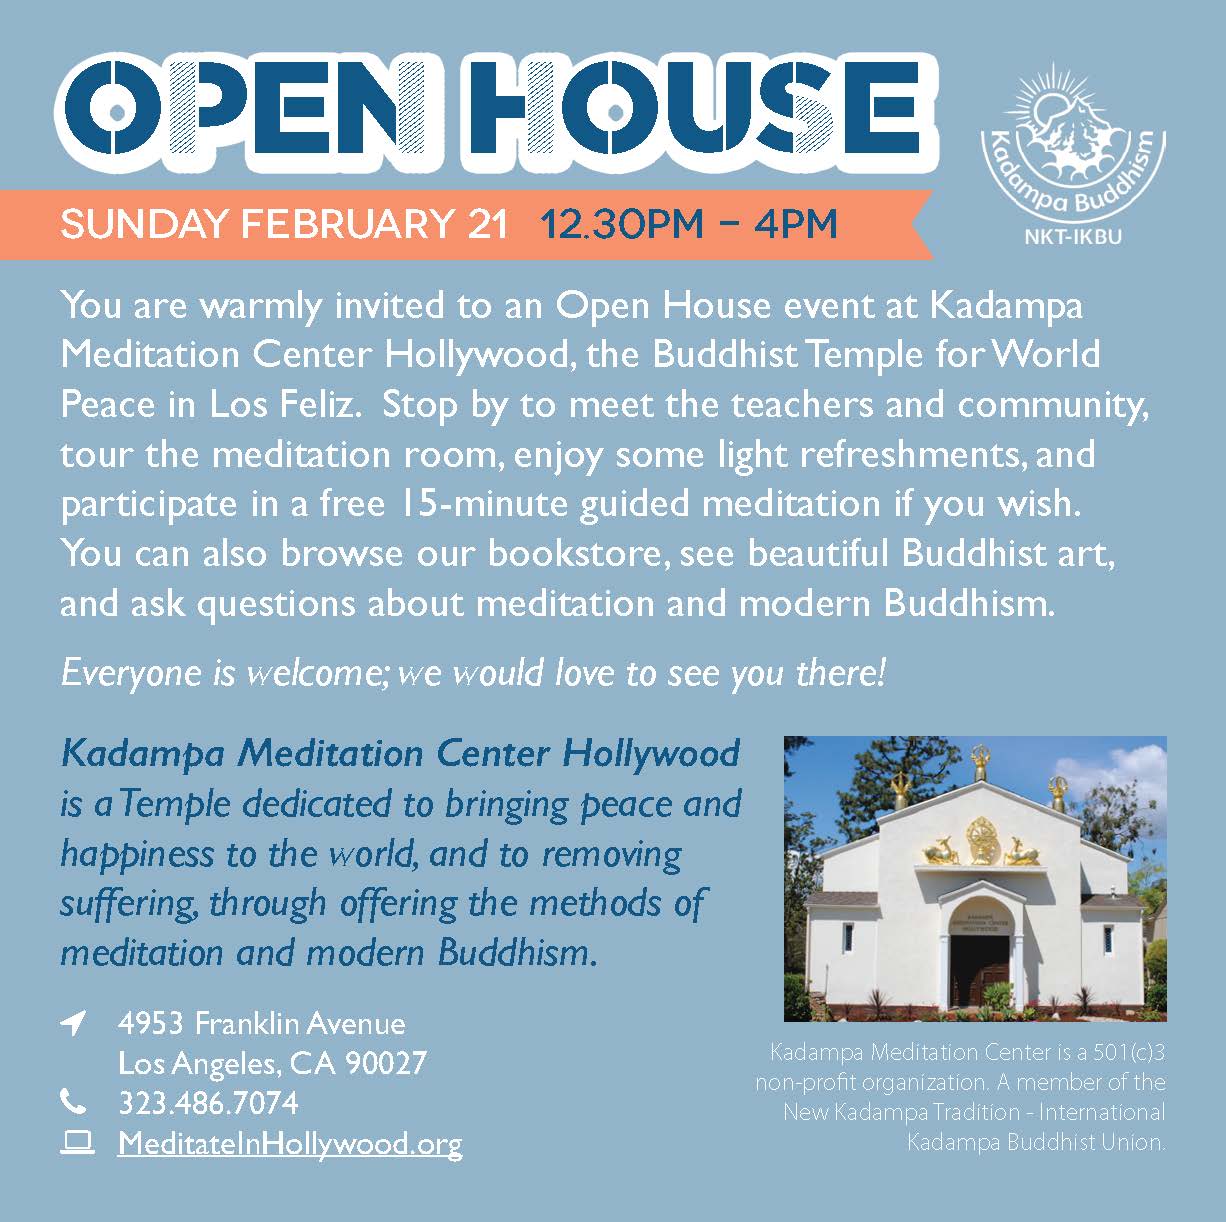 OPEN HOUSE
SUNDAY FEBRUARY 21 12.30PM – 4PM
Kadampa Buddhism
NKT-IKBU
You are warmly invited to an Open House event at Kadampa
Meditation Center Hollywood, the Buddhist Temple for World
Peace in Los Feliz. Stop by to meet the teachers and community,
tour the meditation room, enjoy some light refreshments, and
participate in a free 15-minute guided meditation if you wish.
You can also browse our bookstore, see beautiful Buddhist art,
and ask questions about meditation and modern Buddhism.
Everyone is welcome; we would love to see you there!
Kadampa Meditation Center Hollywood
is a Temple dedicated to bringing peace and
happiness to the world, and to removing
suffering, through offering the methods of
meditation and modern Buddhism.
4953 Franklin Avenue
Los Angeles, CA 90027
323.486.7074
MeditateInHollywood.org
KADAMPA
MEDITATION CENTER
HOLLYWOOD
Kadampa Meditation Center is a 501(c)3
non-profit organization. A member of the
New Kadampa Tradition - International
Kadampa Buddhist Union.